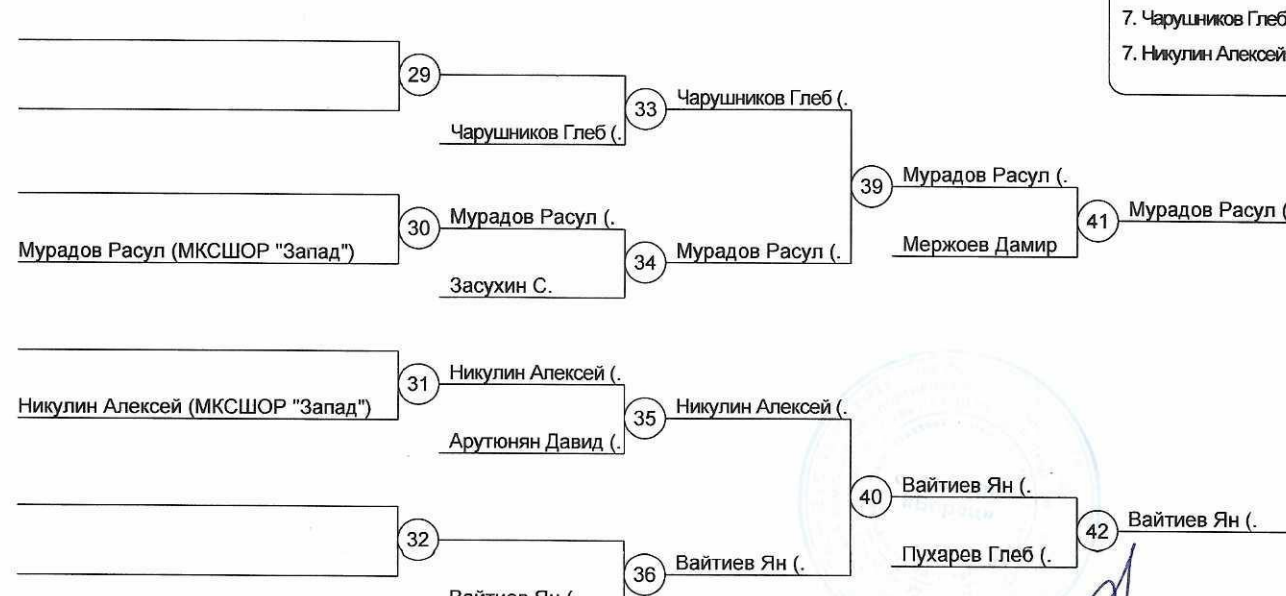 7. Чарушников Глеб
7. Никулин Алексей
29
33
Чарушников Глеб (.
Чарушников Глеб (.
39
Мурадов Расул (.
Мурадов Расул (МКСШОР "Запад")
30
Мурадов Расул (.
34
Мурадов Расул (.
Мержоев Дамир
41
Мурадов Расул (
Засухин С.
Никулин Алексей (МКСШОР "Запад")
31
Никулин Алексей (.
35
Никулин Алексей (.
Арутюнян Давид (.
40
Вайтиев Ян (.
32
36
Вайтиев Ян (.
Пухарев Глеб (.
42
Вайтиев Ян (.
Вайтиев Ян (.